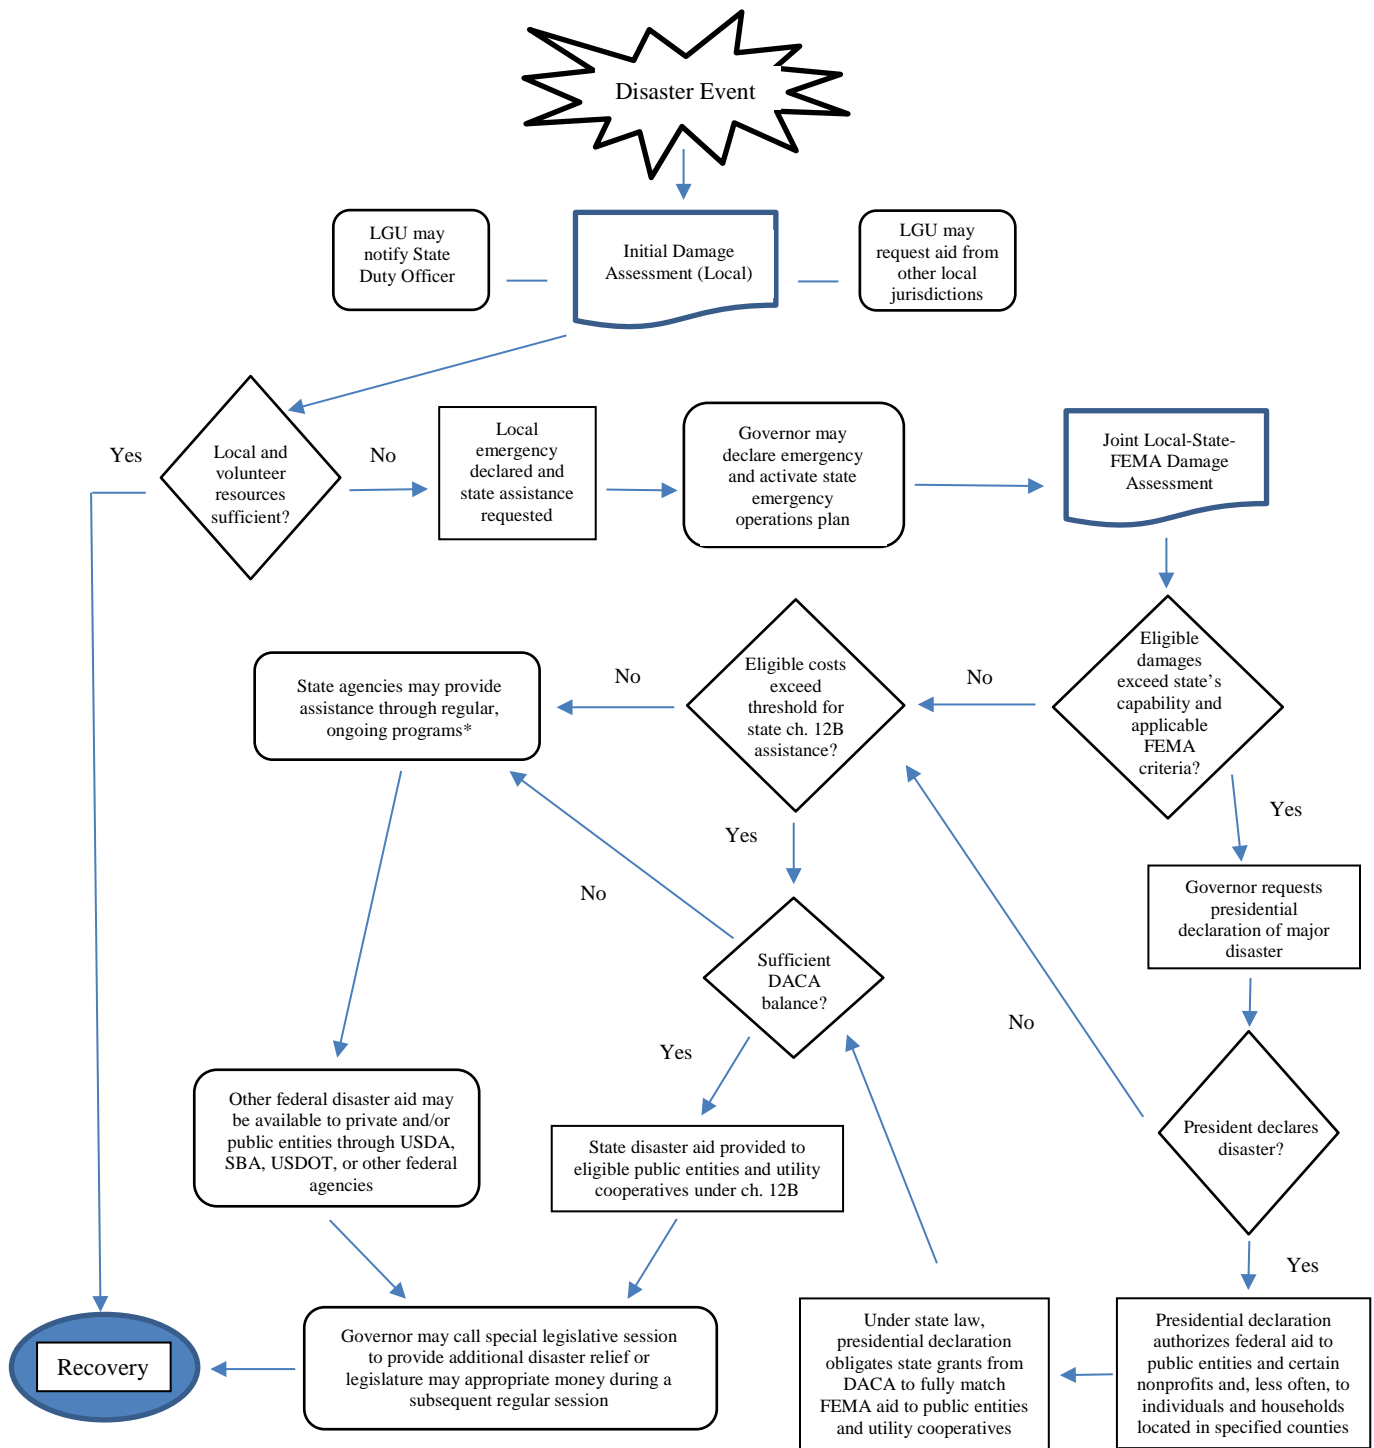 Disaster Event
LGU may
notify State
Duty Officer
Initial Damage
Assessment (Local)
LGU may
request aid from
other local
jurisdictions
Yes
Local and
volunteer
resources
sufficient?
No
Local
emergency
declared and
state assistance
requested
Governor may
declare emergency
and activate state
emergency
operations plan
Joint Local-State-
FEMA Damage
Assessment
State agencies may provide
assistance through regular,
ongoing programs*
No
Eligible costs
exceed
threshold for
state ch. 12B
assistance?
No
Eligible
damages
exceed state’s
capability and
applicable
FEMA
criteria?
Yes
Yes
No
Governor requests
presidential
declaration of major
disaster
Sufficient
DACA
balance?
No
Yes
Other federal disaster aid may
be available to private and/or
public entities through USDA,
SBA, USDOT, or other federal
agencies
State disaster aid provided to
eligible public entities and utility
cooperatives under ch. 12B
President declares
disaster?
Yes
Recovery
Governor may call special legislative session
to provide additional disaster relief or
legislature may appropriate money during a
subsequent regular session
Under state law,
presidential declaration
obligates state grants from
DACA to fully match
FEMA aid to public entities
and utility cooperatives
Presidential declaration
authorizes federal aid to
public entities and certain
nonprofits and, less often, to
individuals and households
located in specified counties